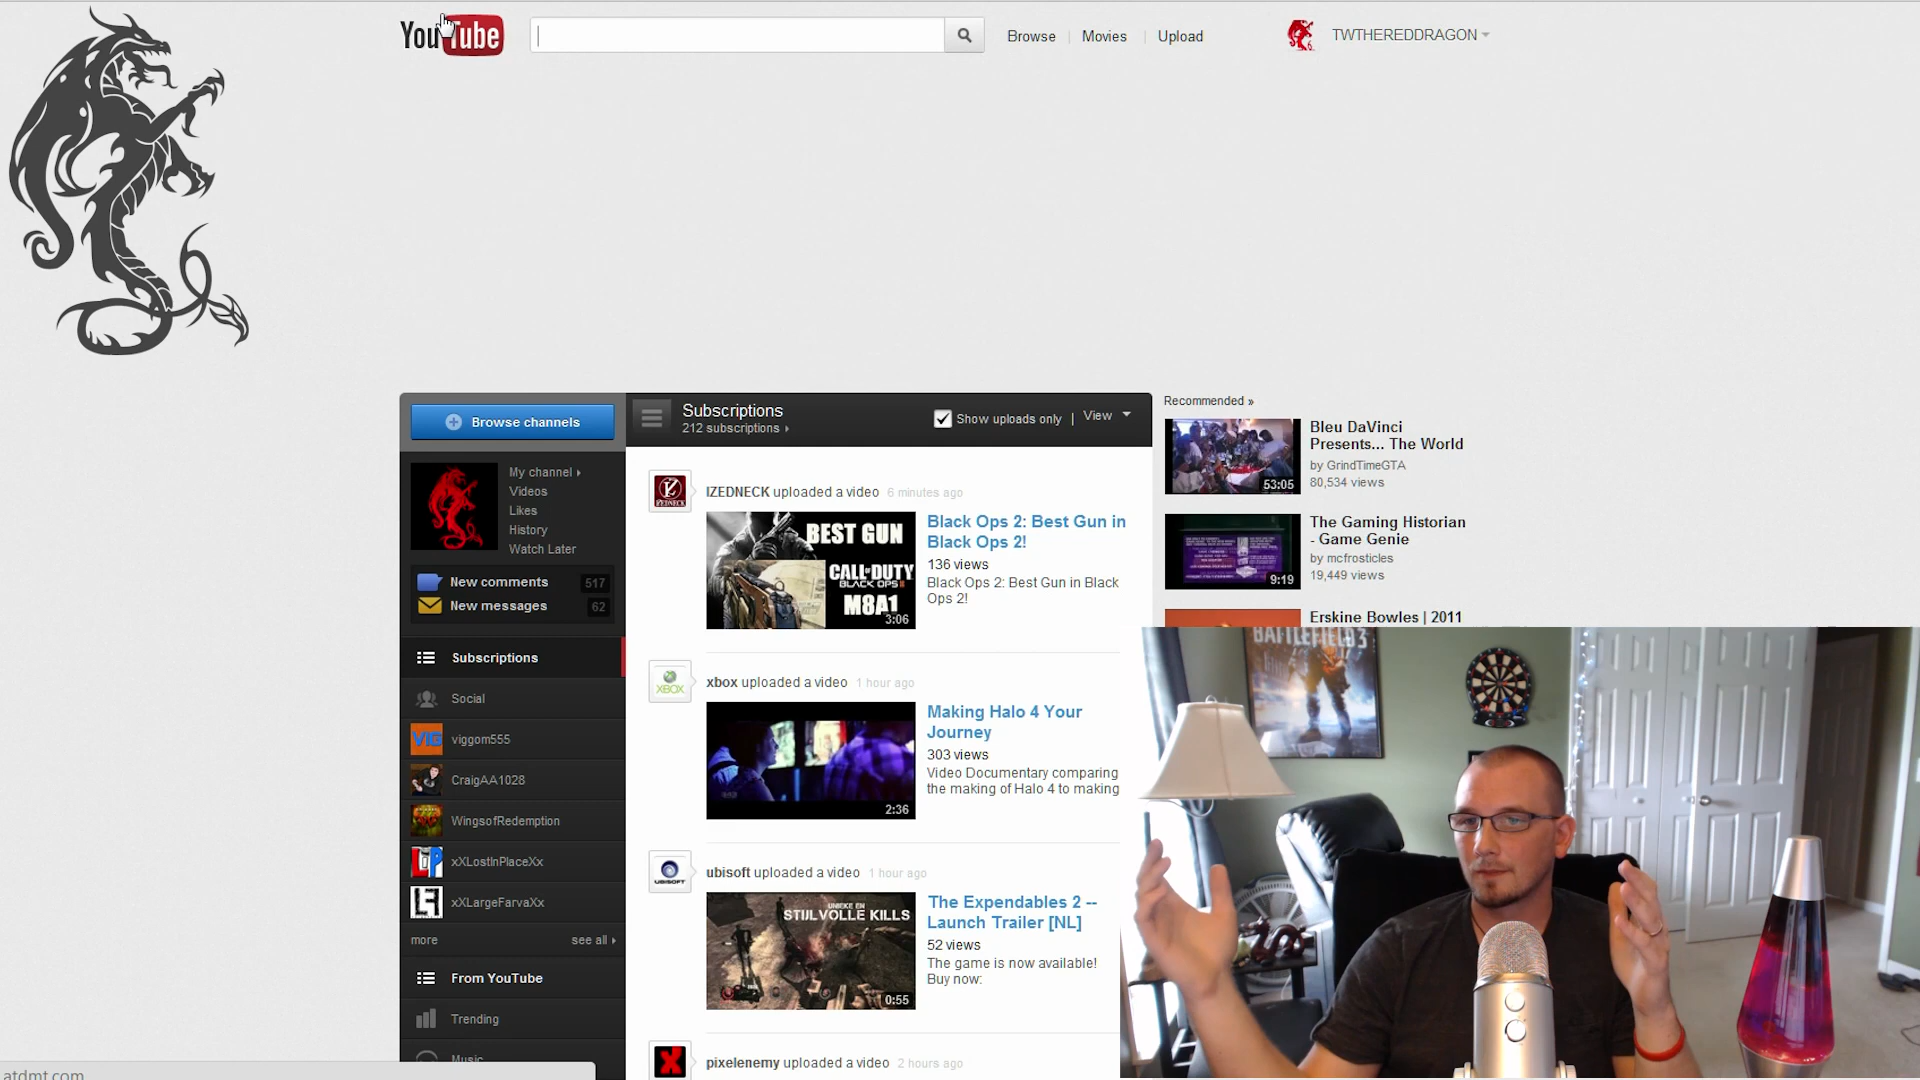 YouTube
Browse
Movies
Upload
TWTHEREDDRAGON
Browse channels
My channel
Videos
Likes
History
Watch Later
New comments 517
New messages 62
Subscriptions
Social
VIG viggom555
CraigAA1028
WingsofRedemption
LIP xXLostInPlaceXx
LF xXLargeFarvaXx
more see all
From YouTube
Trending
Music
atdmt.com
Subscriptions
212 subscriptions
Show uploads only | View
IZEDNECK uploaded a video 6 minutes ago
BEST GUN
CALL OF DUTY
BLACK OPS II
M8A1
3:06
Black Ops 2: Best Gun in
Black Ops 2!
136 views
Black Ops 2: Best Gun in Black
Ops 2!
XBOX
xbox uploaded a video 1 hour ago
2:36
Making Halo 4 Your
Journey
303 views
Video Documentary comparing
the making of Halo 4 to making
UBISOFT
ubisoft uploaded a video 1 hour ago
UNIEKE EN
STIJLVOLLE KILLS
0:55
The Expendables 2 --
Launch Trailer [NL]
52 views
The game is now available!
Buy now:
X
pixelenemy uploaded a video 2 hours ago
Recommended »
53:05
Bleu DaVinci
Presents... The World
by GrindTimeGTA
80,534 views
9:19
The Gaming Historian
- Game Genie
by mcfrosticles
19,449 views
Erskine Bowles | 2011
BATTLEFIELD 3